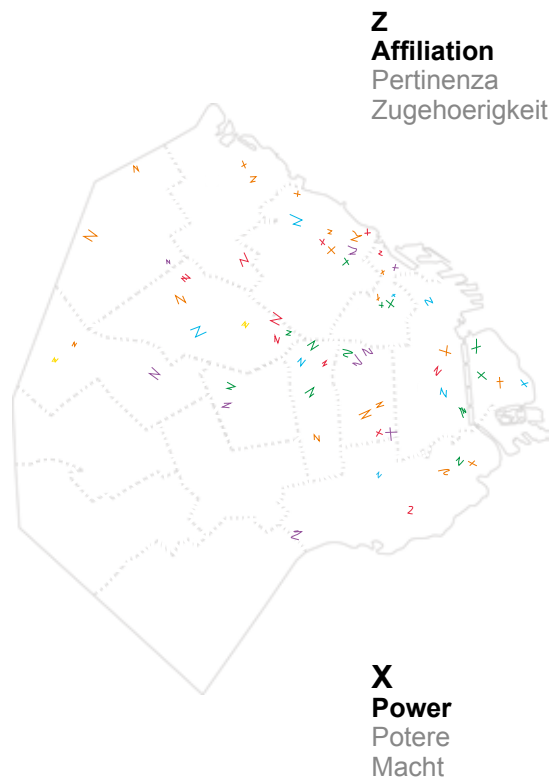 Z
Affiliation
Pertinenza
Zugehoerigkeit
X
Power
Potere
Macht